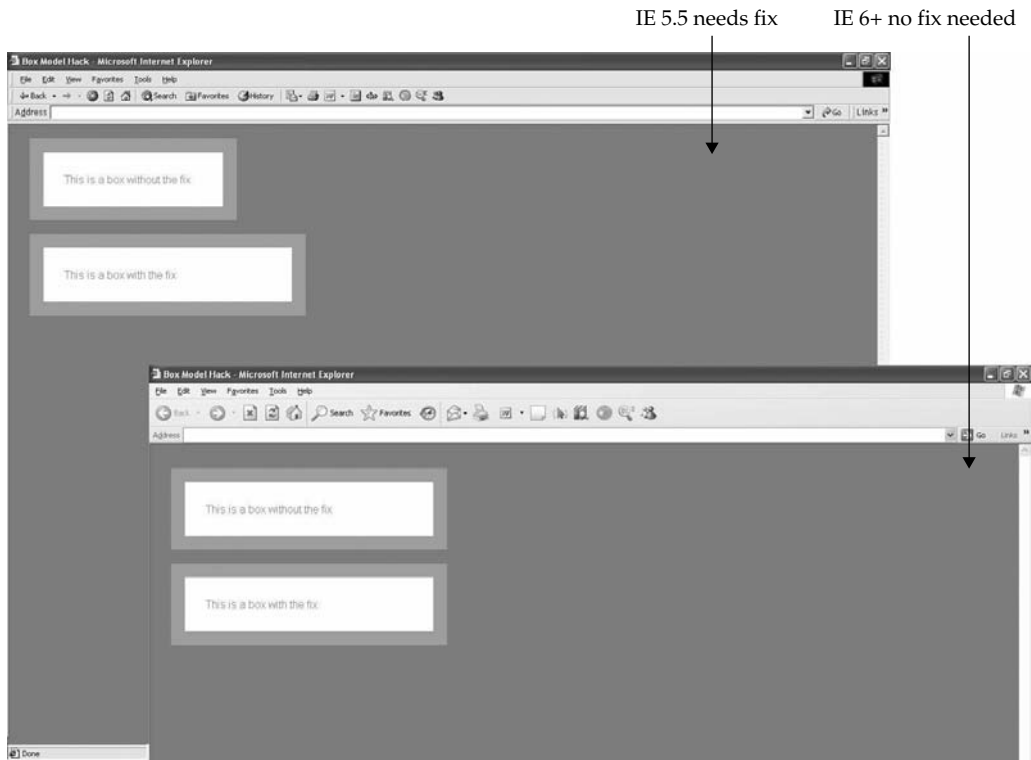 IE 5.5 needs fix IE 6+ no fix needed
Box Model Hack - Microsoft Internet Explorer
File Edit View Favorites Tools Help
Back Search Favorites History
Address Go Links »
This is a box without the fix
This is a box with the fix
Box Model Hack - Microsoft Internet Explorer
File Edit View Favorites Tools Help
Back Search Favorites
Address Go Links »
This is a box without the fix
This is a box with the fix
Done